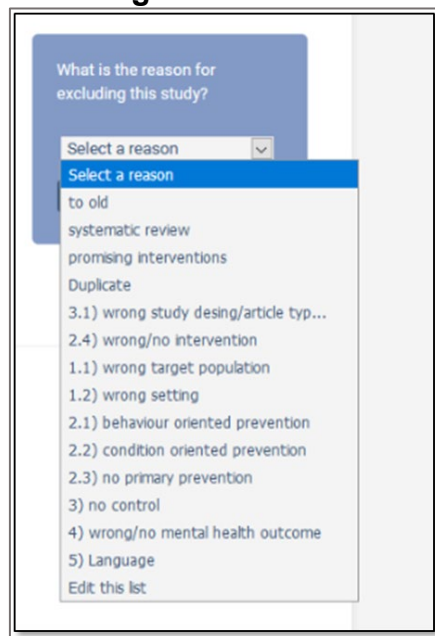 What is the reason for
excluding this study?
Select a reason
Select a reason
to old
systematic review
promising interventions
Duplicate
3.1) wrong study desing/article typ...
2.4) wrong/no intervention
1.1) wrong target population
1.2) wrong setting
2.1) behaviour oriented prevention
2.2) condition oriented prevention
2.3) no primary prevention
3) no control
4) wrong/no mental health outcome
5) Language
Edit this list